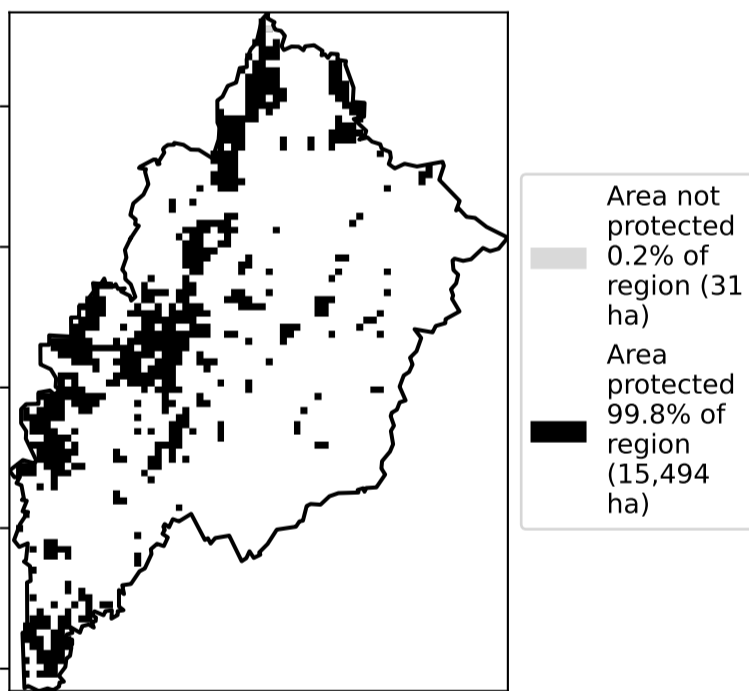 Area not
protected
0.2% of
region (31
ha)
Area
protected
99.8% of
region
(15,494
ha)